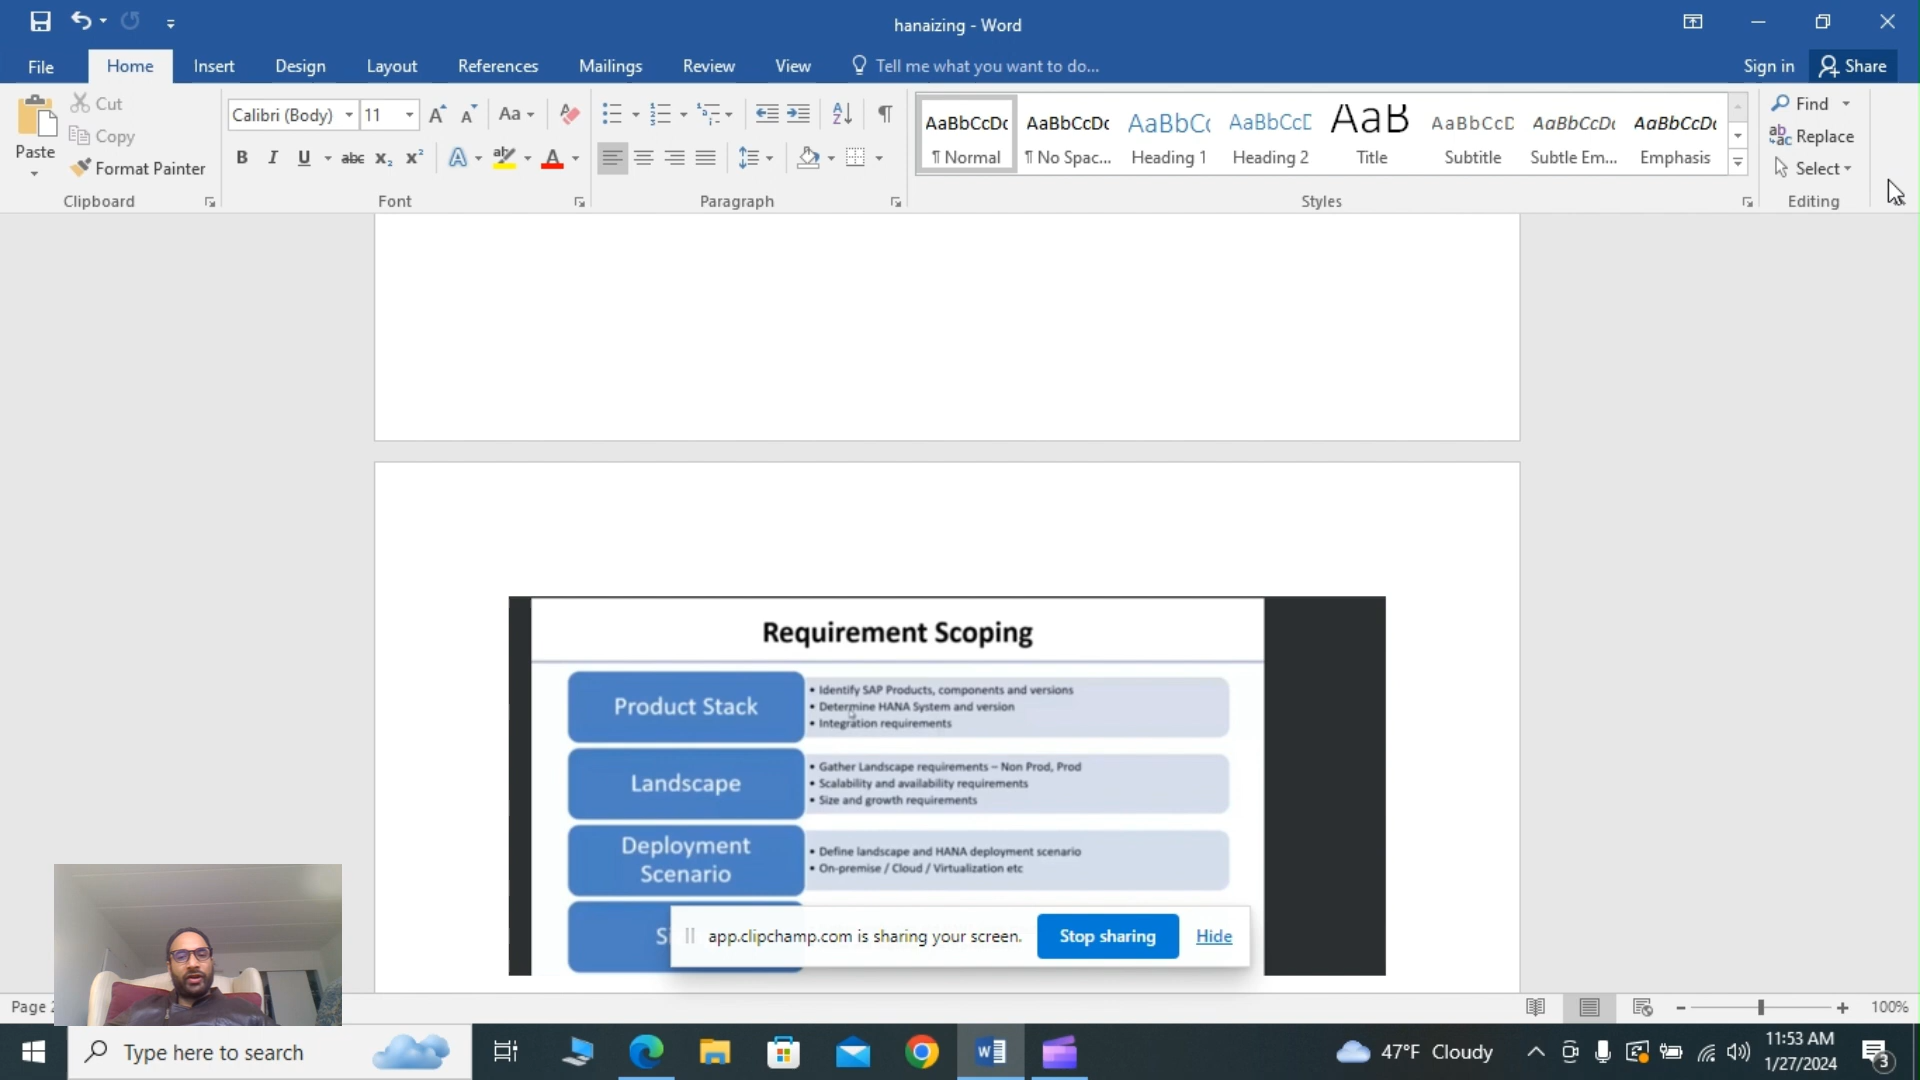 hanaizing - Word
File Home Insert Design Layout References Mailings Review View Tell me what you want to do... Sign in Share
Paste
Cut
Copy
Format Painter
Clipboard
Calibri (Body) 11
Font
Paragraph
AaBbCcDc AaBbCcDc AaBbCc AaBbCcD AaB AaBbCcD AaBbCcDc AaBbCcDc
¶ Normal ¶ No Spac... Heading 1 Heading 2 Title Subtitle Subtle Em... Emphasis
Styles
Find
Replace
Select
Editing
Requirement Scoping
Product Stack
• Identify SAP Products, components and versions
• Determine HANA System and version
• Integration requirements
Landscape
• Gather Landscape requirements – Non Prod, Prod
• Scalability and availability requirements
• Size and growth requirements
Deployment
Scenario
• Define landscape and HANA deployment scenario
• On-premise / Cloud / Virtualization etc
app.clipchamp.com is sharing your screen. Stop sharing Hide
Page
100%
Type here to search
47°F Cloudy
11:53 AM
1/27/2024
3